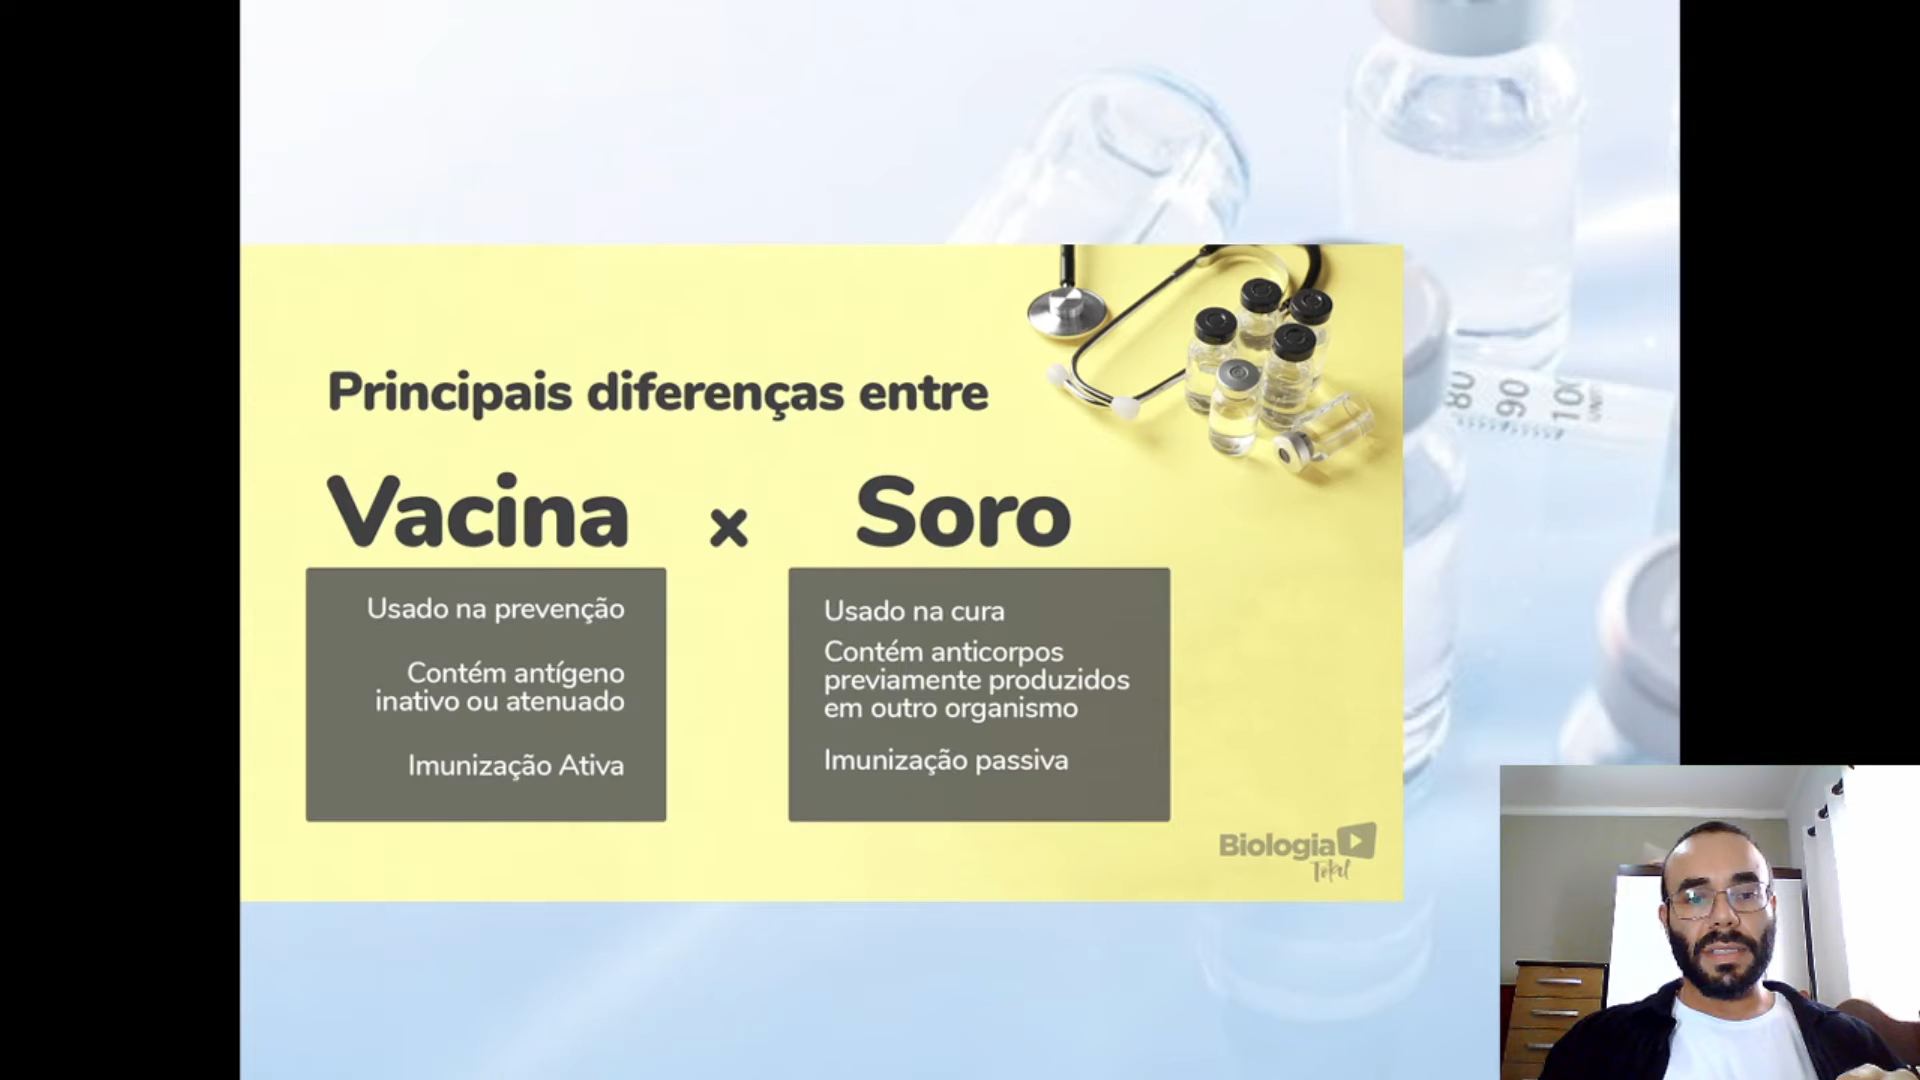 Principais diferenças entre
Vacina x Soro
Usado na prevenção
Contém antígeno
inativo ou atenuado
Imunização Ativa
Usado na cura
Contém anticorpos
previamente produzidos
em outro organismo
Imunização passiva
Biologia
Total
80 90 100
UNITS